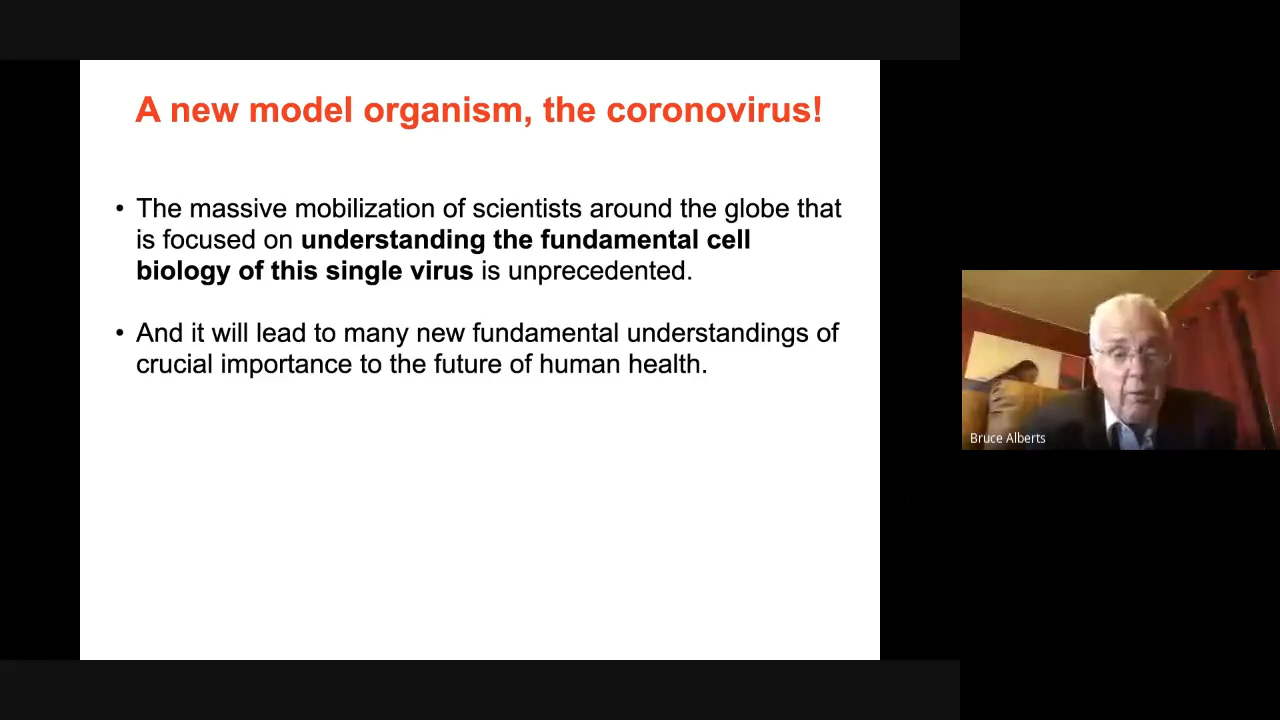 A new model organism, the coronovirus!
• The massive mobilization of scientists around the globe that
is focused on understanding the fundamental cell
biology of this single virus is unprecedented.
• And it will lead to many new fundamental understandings of
crucial importance to the future of human health.
Bruce Alberts